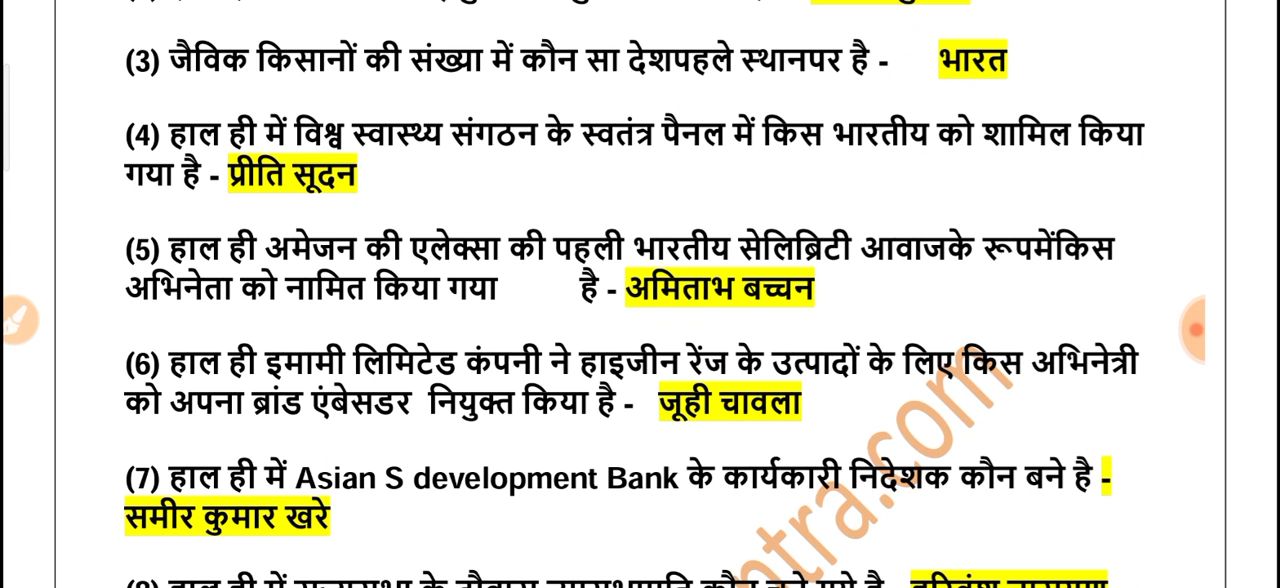 (3) जैविक किसानों की संख्या में कौन सा देशपहले स्थानपर है - भारत
(4) हाल ही में विश्व स्वास्थ्य संगठन के स्वतंत्र पैनल में किस भारतीय को शामिल किया
गया है - प्रीति सूदन
(5) हाल ही अमेजन की एलेक्सा की पहली भारतीय सेलिब्रिटी आवाजके रूपमेंकिस
अभिनेता को नामित किया गया है - अमिताभ बच्चन
(6) हाल ही इमामी लिमिटेड कंपनी ने हाइजीन रेंज के उत्पादों के लिए किस अभिनेत्री
को अपना ब्रांड एंबेसडर नियुक्त किया है - जूही चावला
(7) हाल ही में Asian S development Bank के कार्यकारी निदेशक कौन बने है -
समीर कुमार खरे
ntra.com